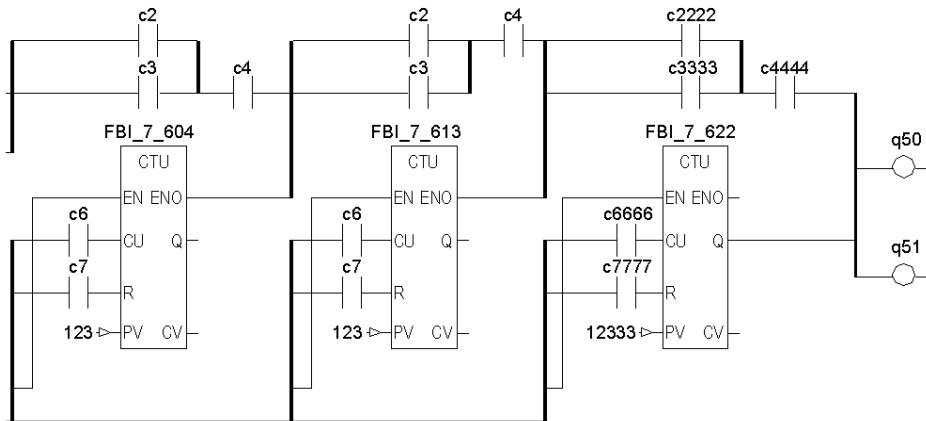 c2 c2 c4 c2222
c3 c4 c3 c3333 c4444
FBI_7_604 FBI_7_613 FBI_7_622
CTU CTU CTU
q50
EN ENO EN ENO EN ENO
c6 c6 c6666
CU Q CU Q CU Q
q51
c7 c7 c7777
R R R
123 PV CV 123 PV CV 12333 PV CV